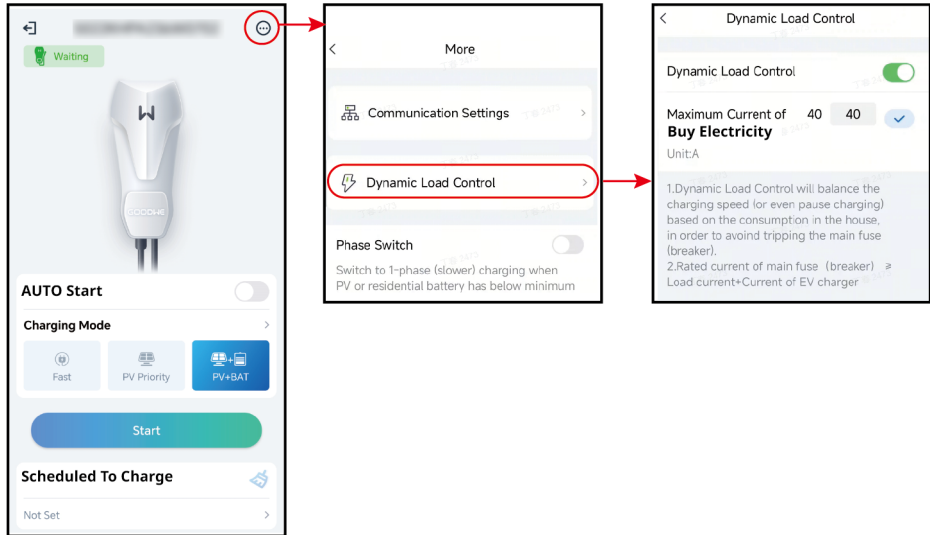 Waiting
GOODWE
AUTO Start
Charging Mode
Fast
PV Priority
PV+BAT
Start
Scheduled To Charge
Not Set
More
Communication Settings
Dynamic Load Control
Phase Switch
Switch to 1-phase (slower) charging when
PV or residential battery has below minimum
Dynamic Load Control
Dynamic Load Control
Maximum Current of 40 40
Buy Electricity
Unit:A
1.Dynamic Load Control will balance the
charging speed (or even pause charging)
based on the consumption in the house,
in order to avoind tripping the main fuse
(breaker).
2.Rated current of main fuse (breaker) ≥
Load current+Current of EV charger